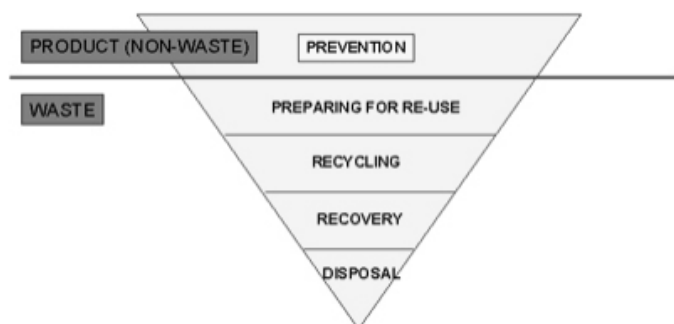 PRODUCT (NON-WASTE)
PREVENTION
WASTE
PREPARING FOR RE-USE
RECYCLING
RECOVERY
DISPOSAL